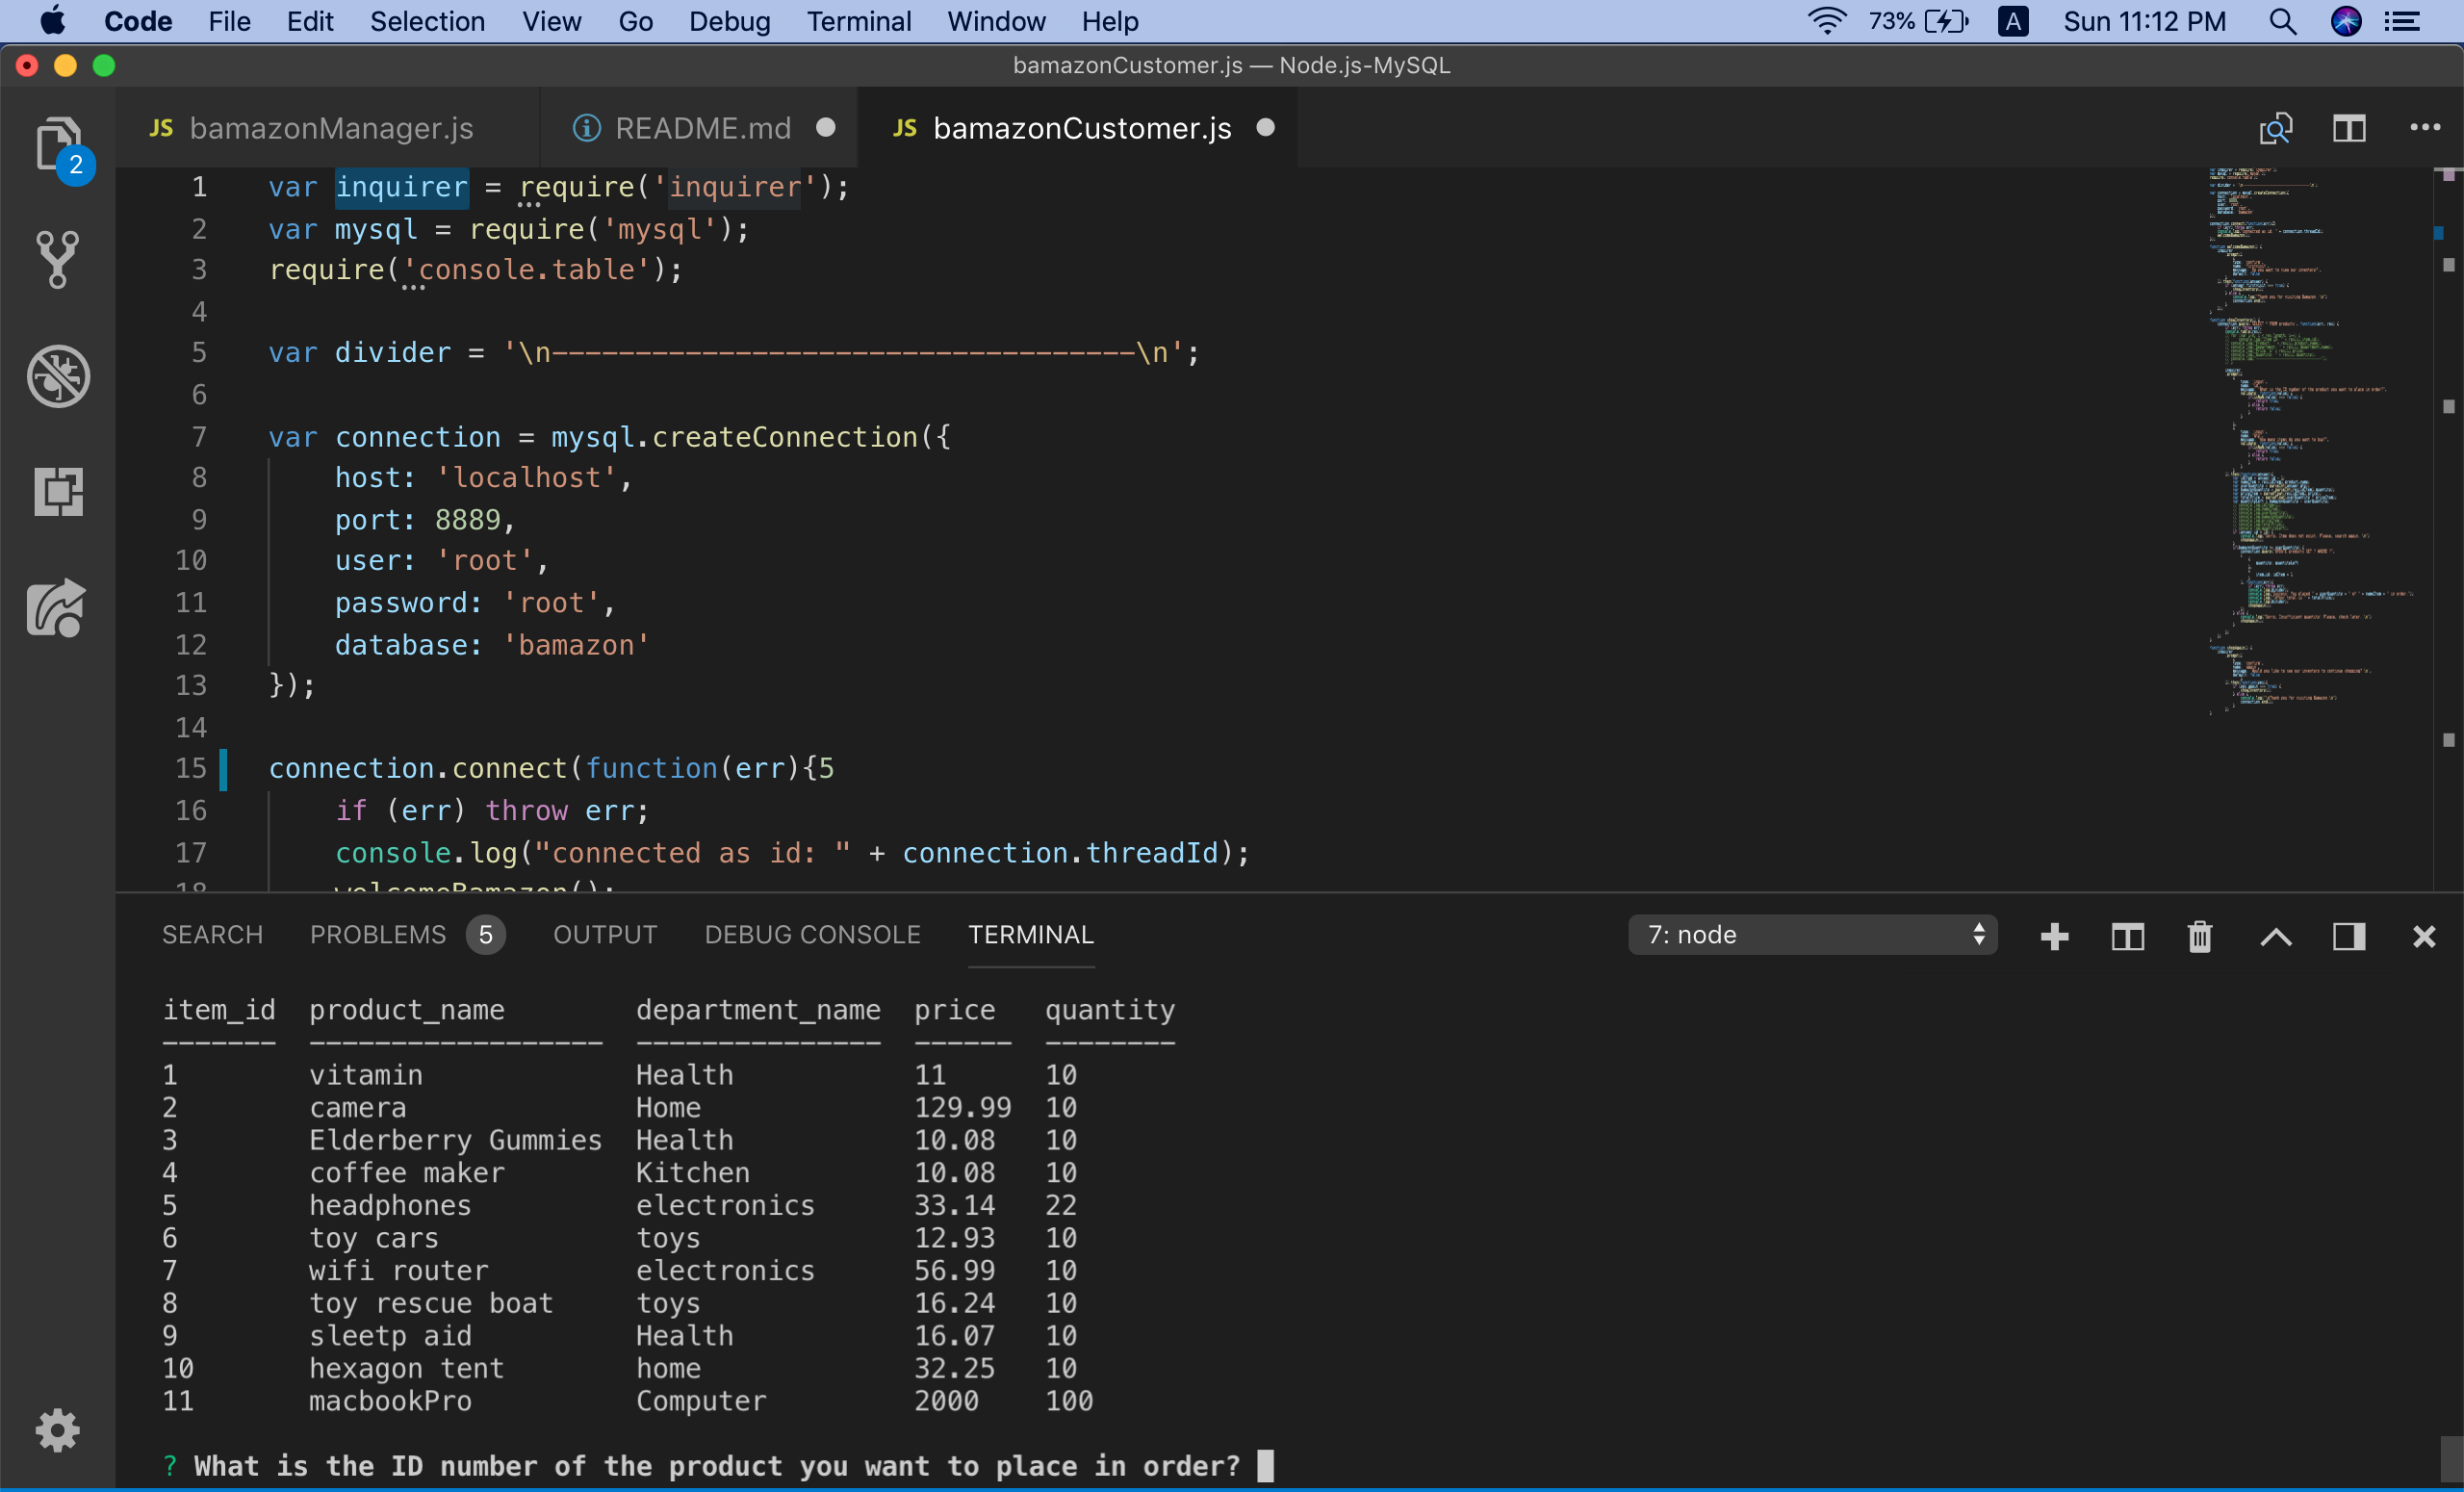 Code File Edit Selection View Go Debug Terminal Window Help 73% A Sun 11:12 PM
bamazonCustomer.js — Node.js-MySQL
2
JS bamazonManager.js README.md JS bamazonCustomer.js
1 var inquirer = require('inquirer');
2 var mysql = require('mysql');
3 require('console.table');
4
5 var divider = '\n-----------------------------------\n';
6
7 var connection = mysql.createConnection({
8 host: 'localhost',
9 port: 8889,
10 user: 'root',
11 password: 'root',
12 database: 'bamazon'
13 });
14
15 connection.connect(function(err){5
16 if (err) throw err;
17 console.log("connected as id: " + connection.threadId);
18 welcomeBamazon();
SEARCH PROBLEMS 5 OUTPUT DEBUG CONSOLE TERMINAL 7: node
item_id product_name department_name price quantity
------- ------------------ --------------- ------ --------
1 vitamin Health 11 10
2 camera Home 129.99 10
3 Elderberry Gummies Health 10.08 10
4 coffee maker Kitchen 10.08 10
5 headphones electronics 33.14 22
6 toy cars toys 12.93 10
7 wifi router electronics 56.99 10
8 toy rescue boat toys 16.24 10
9 sleetp aid Health 16.07 10
10 hexagon tent home 32.25 10
11 macbookPro Computer 2000 100
? What is the ID number of the product you want to place in order?